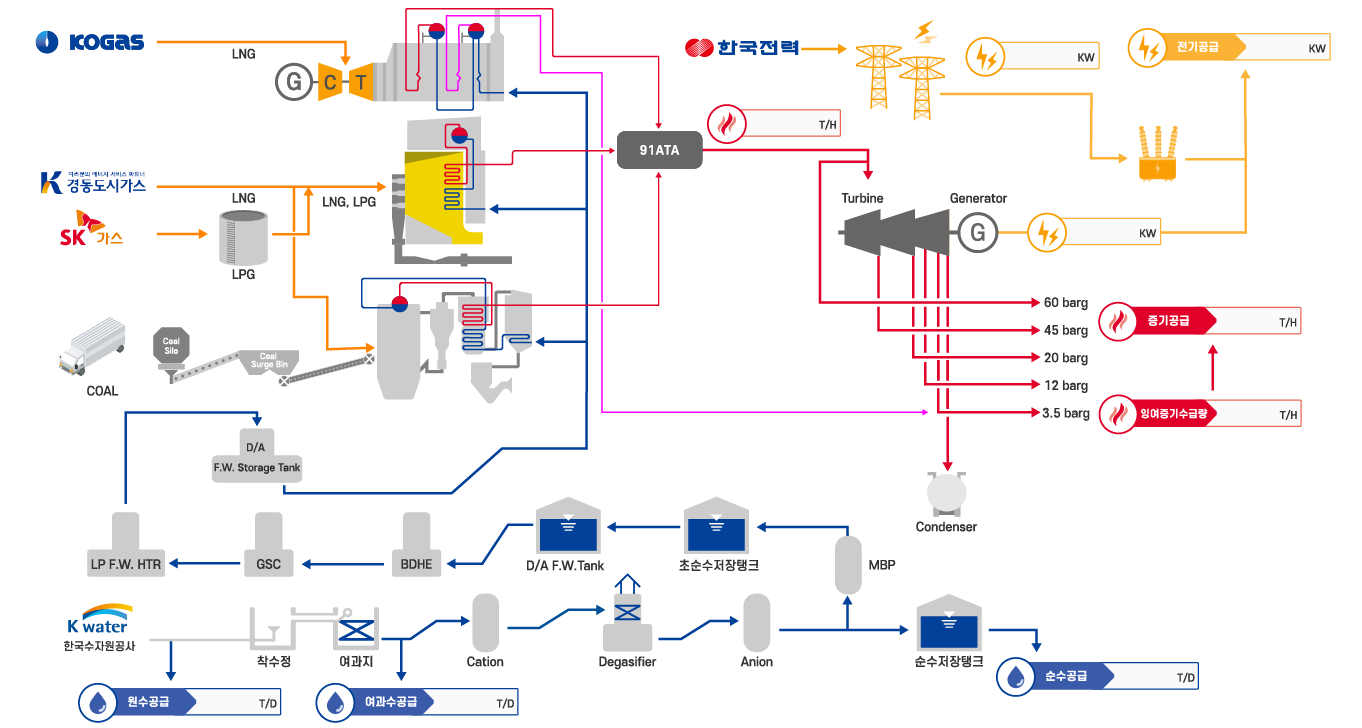 KOGAS
LNG
G
C
T
한국전력
KW
전기공급
KW
91ATA
T/H
여러분의 에너지 서비스 파트너
경동도시가스
LNG
LNG, LPG
SK 가스
LPG
Turbine
Generator
G
KW
60 barg
45 barg
20 barg
12 barg
3.5 barg
증기공급
T/H
잉여증기수급량
T/H
COAL
Coal
Silo
Coal
Surge Bin
D/A
F.W. Storage Tank
Condenser
LP F.W. HTR
GSC
BDHE
D/A F.W.Tank
초순수저장탱크
MBP
K water
한국수자원공사
착수정
여과지
Cation
Degasifier
Anion
순수저장탱크
원수공급
T/D
여과수공급
T/D
순수공급
T/D